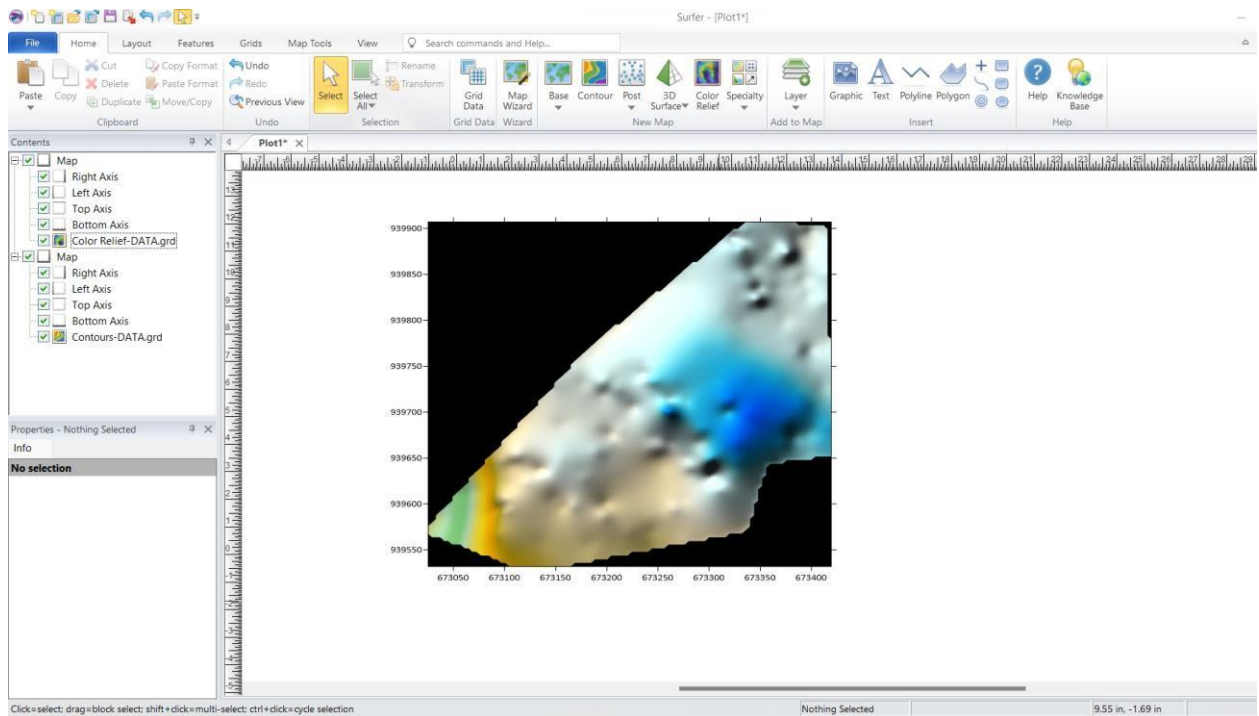 Surfer - [Plot1*]
File Home Layout Features Grids Map Tools View Search commands and Help...
Paste
Copy
Cut
Delete
Duplicate
Copy Format
Paste Format
Move/Copy
Clipboard
Undo
Redo
Previous View
Undo
Select
Select All
Rename
Transform
Selection
Grid Data
Grid Data
Map Wizard
Wizard
Base
Contour
Post
3D Surface
Color Relief
Specialty
New Map
Layer
Add to Map
Graphic
Text
Polyline
Polygon
Insert
Help
Knowledge Base
Help
Contents
Plot1*
Map
Right Axis
Left Axis
Top Axis
Bottom Axis
Color Relief-DATA.grd
Map
Right Axis
Left Axis
Top Axis
Bottom Axis
Contours-DATA.grd
Properties - Nothing Selected
Info
No selection
939900
939850
939800
939750
939700
939650
939600
939550
673050 673100 673150 673200 673250 673300 673350 673400
Click=select; drag=block select; shift+click=multi-select; ctrl+click=cycle selection
Nothing Selected
9.55 in, -1.69 in